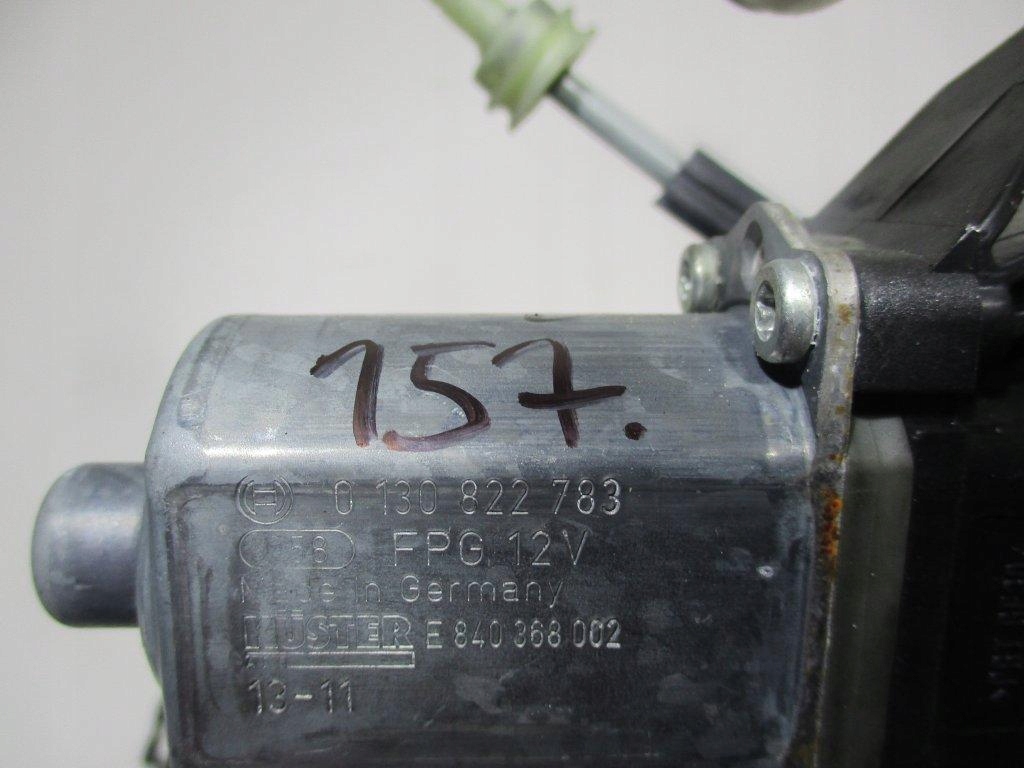 157.
0 130 822 783
FPG 12V
Made in Germany
KÜSTER E 840 368 002
13-11